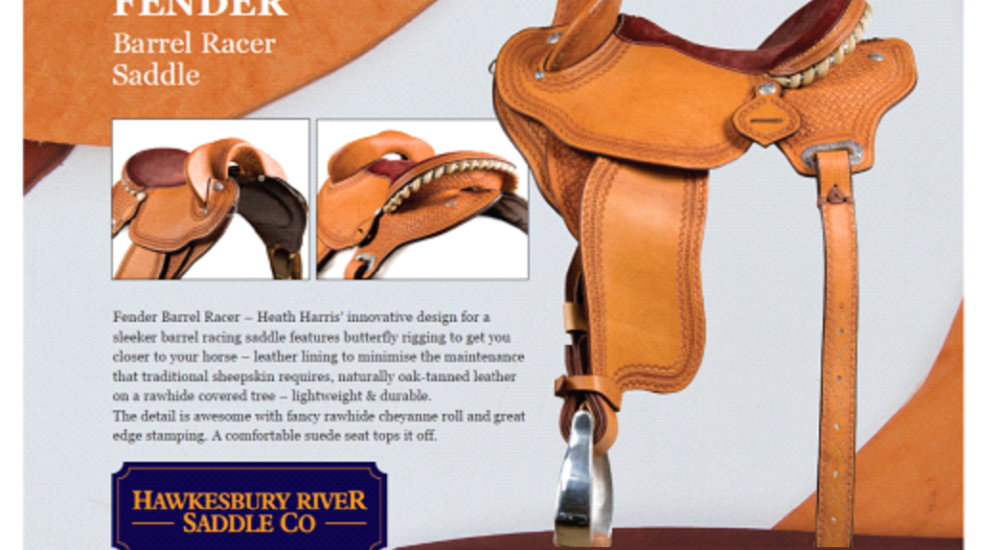 FENDER
Barrel Racer
Saddle
Fender Barrel Racer – Heath Harris' innovative design for a
sleeker barrel racing saddle features butterfly rigging to get you
closer to your horse – leather lining to minimise the maintenance
that traditional sheepskin requires, naturally oak-tanned leather
on a rawhide covered tree – lightweight & durable.
The detail is awesome with fancy rawhide cheyanne roll and great
edge stamping. A comfortable suede seat tops it off.
HAWKESBURY RIVER
SADDLE CO